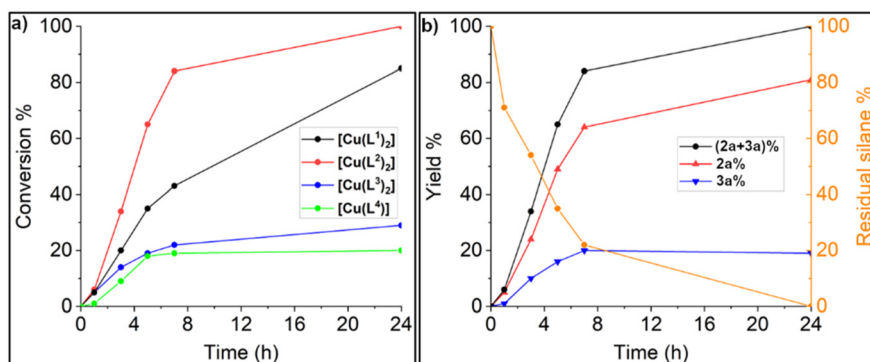 a)
Conversion %
100
80
60
40
20
0
[Cu(L¹)₂]
[Cu(L²)₂]
[Cu(L³)₂]
[Cu(L⁴)]
0 4 8 12 16 20 24
Time (h)
b)
Yield %
100
80
60
40
20
0
(2a+3a)%
2a%
3a%
100
80
60
40
20
0
Residual silane %
0 4 8 12 16 20 24
Time (h)